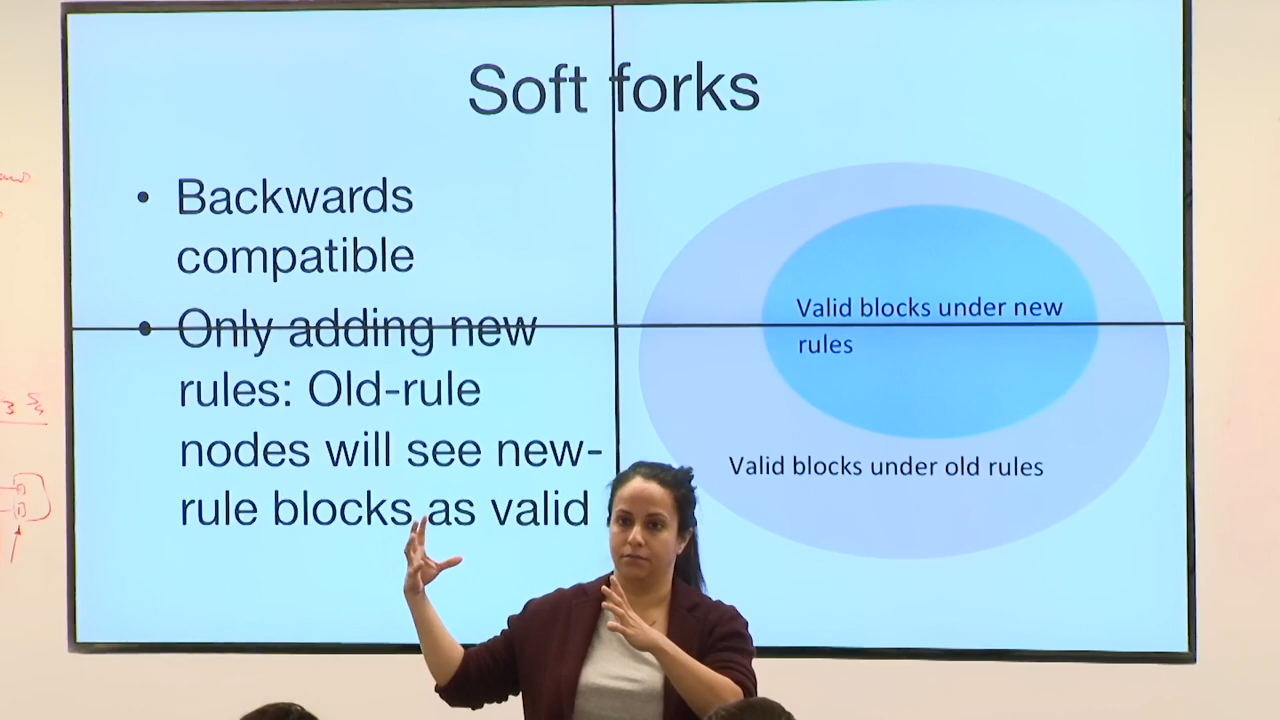 Soft forks
• Backwards
compatible
• Only adding new
rules: Old-rule
nodes will see new-
rule blocks as valid
Valid blocks under new
rules
Valid blocks under old rules